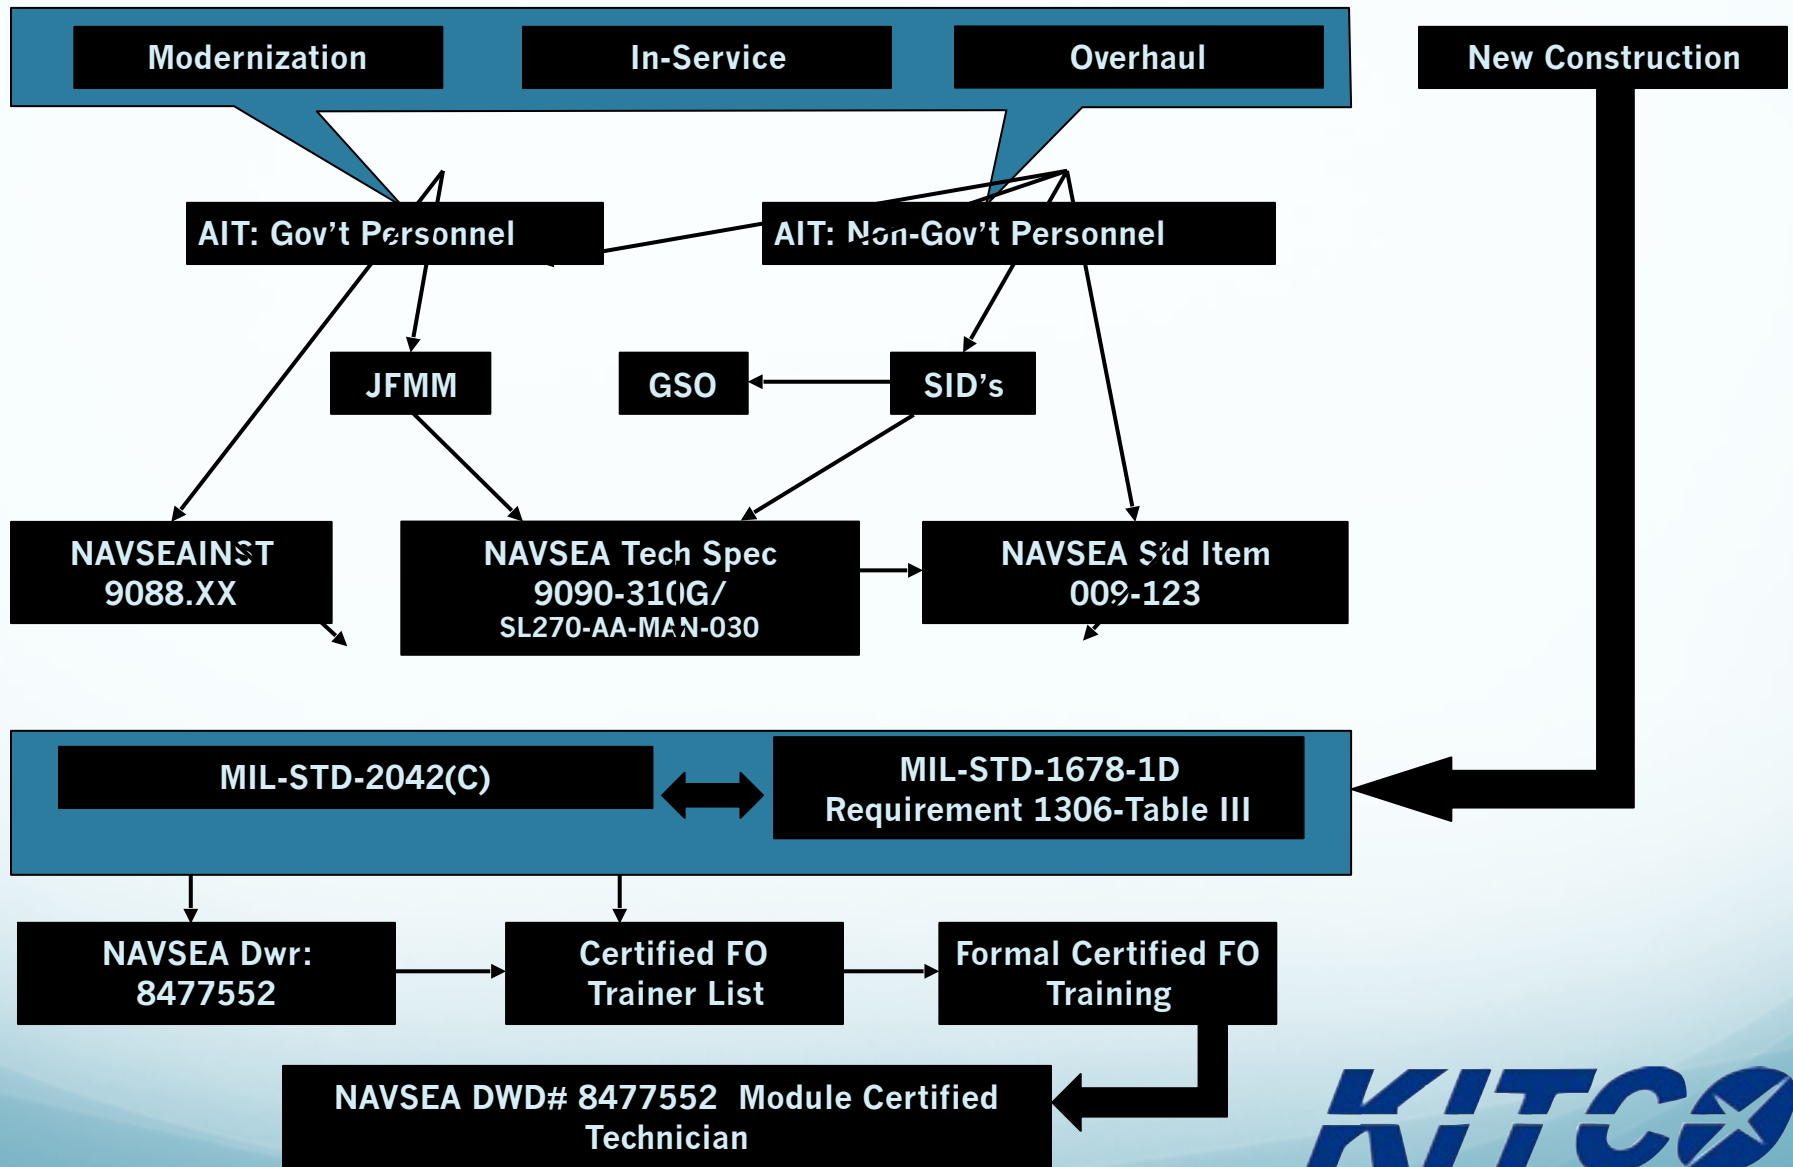 Modernization
In-Service
Overhaul
New Construction
AIT: Gov't Personnel
AIT: Non-Gov't Personnel
JFMM
GSO
SID's
NAVSEAINST
9088.XX
NAVSEA Tech Spec
9090-310G/
SL270-AA-MAN-030
NAVSEA Std Item
009-123
MIL-STD-2042(C)
MIL-STD-1678-1D
Requirement 1306-Table III
NAVSEA Dwr:
8477552
Certified FO
Trainer List
Formal Certified FO
Training
NAVSEA DWD# 8477552 Module Certified
Technician
KITCO